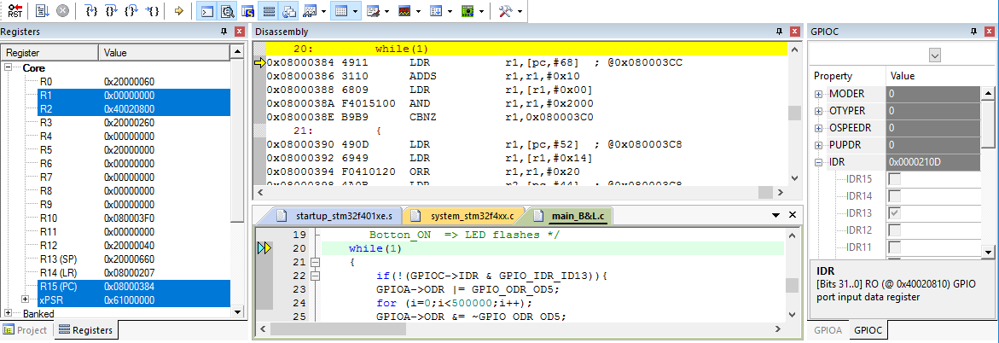 RST
Registers
Register Value
Core
R0 0x20000060
R1 0x00000000
R2 0x40020800
R3 0x20000260
R4 0x00000000
R5 0x00000000
R6 0x00000000
R7 0x00000000
R8 0x00000000
R9 0x00000000
R10 0x080003F0
R11 0x00000000
R12 0x20000040
R13 (SP) 0x20000660
R14 (LR) 0x08000207
R15 (PC) 0x08000384
xPSR 0x61000000
Banked
Project Registers
Disassembly
20: while(1)
0x08000384 4911 LDR r1,[pc,#68] ; @0x080003CC
0x08000386 3110 ADDS r1,r1,#0x10
0x08000388 6809 LDR r1,[r1,#0x00]
0x0800038A F4015100 AND r1,r1,#0x2000
0x0800038E B9B9 CBNZ r1,0x080003C0
21: {
0x08000390 490D LDR r1,[pc,#52] ; @0x080003C8
0x08000392 6949 LDR r1,[r1,#0x14]
0x08000394 F0410120 ORR r1,r1,#0x20
0x08000398 4A0B LDR r2,[pc,#44] ; @0x080003C8
startup_stm32f401xe.s system_stm32f4xx.c main_B&L.c
19 Botton_ON => LED flashes */
20 while(1)
21 {
22 if(!(GPIOC->IDR & GPIO_IDR_ID13)){
23 GPIOA->ODR |= GPIO_ODR_OD5;
24 for (i=0;i<500000;i++);
25 GPIOA->ODR &= ~GPIO_ODR_OD5;
GPIOC
Property Value
MODER 0
OTYPER 0
OSPEEDR 0
PUPDR 0
IDR 0x0000210D
IDR15
IDR14
IDR13
IDR12
IDR11
IDR
[Bits 31..0] RO (@ 0x40020810) GPIO
port input data register
GPIOA GPIOC